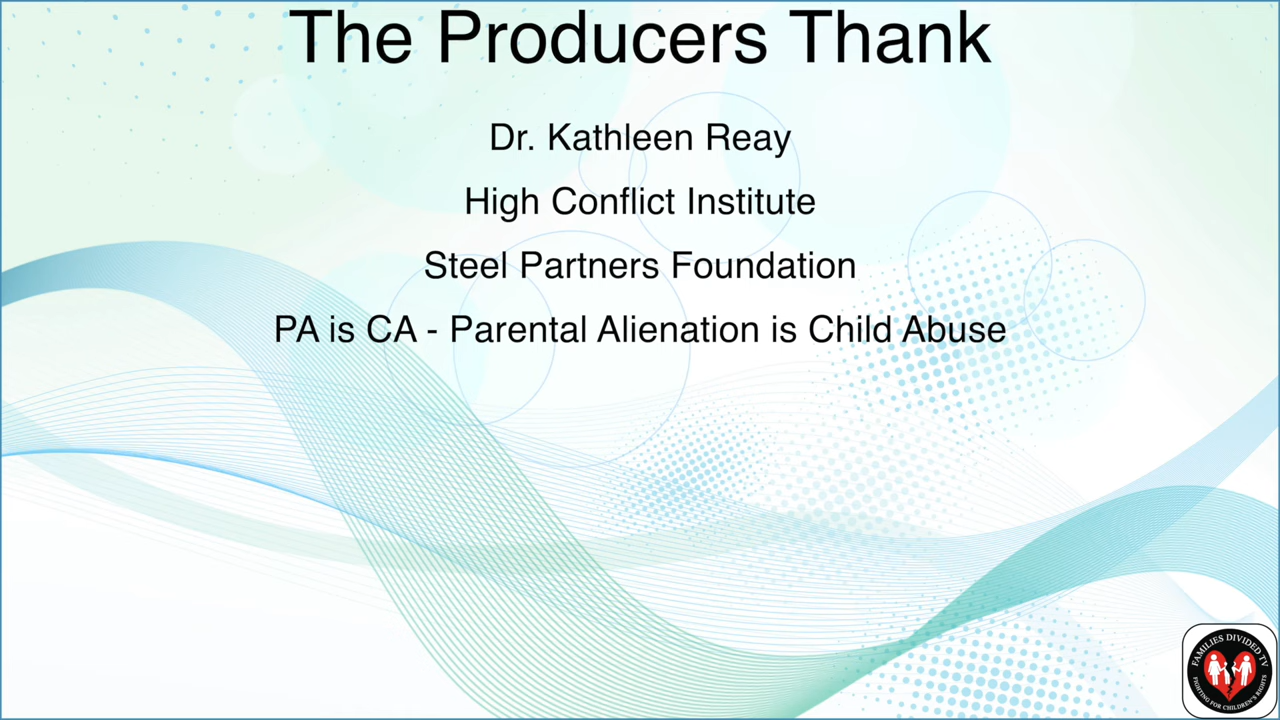 The Producers Thank
Dr. Kathleen Reay
High Conflict Institute
Steel Partners Foundation
PA is CA - Parental Alienation is Child Abuse
FAMILIES DIVIDED TV
FIGHTING FOR CHILDREN'S RIGHTS